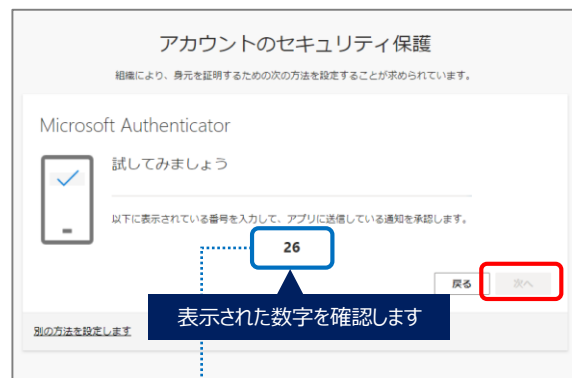 アカウントのセキュリティ保護
組織により、身元を証明するための次の方法を設定することが求められています。
Microsoft Authenticator
試してみましょう
以下に表示されている番号を入力して、アプリに送信している通知を承認します。
26
戻る
次へ
表示された数字を確認します
別の方法を設定します